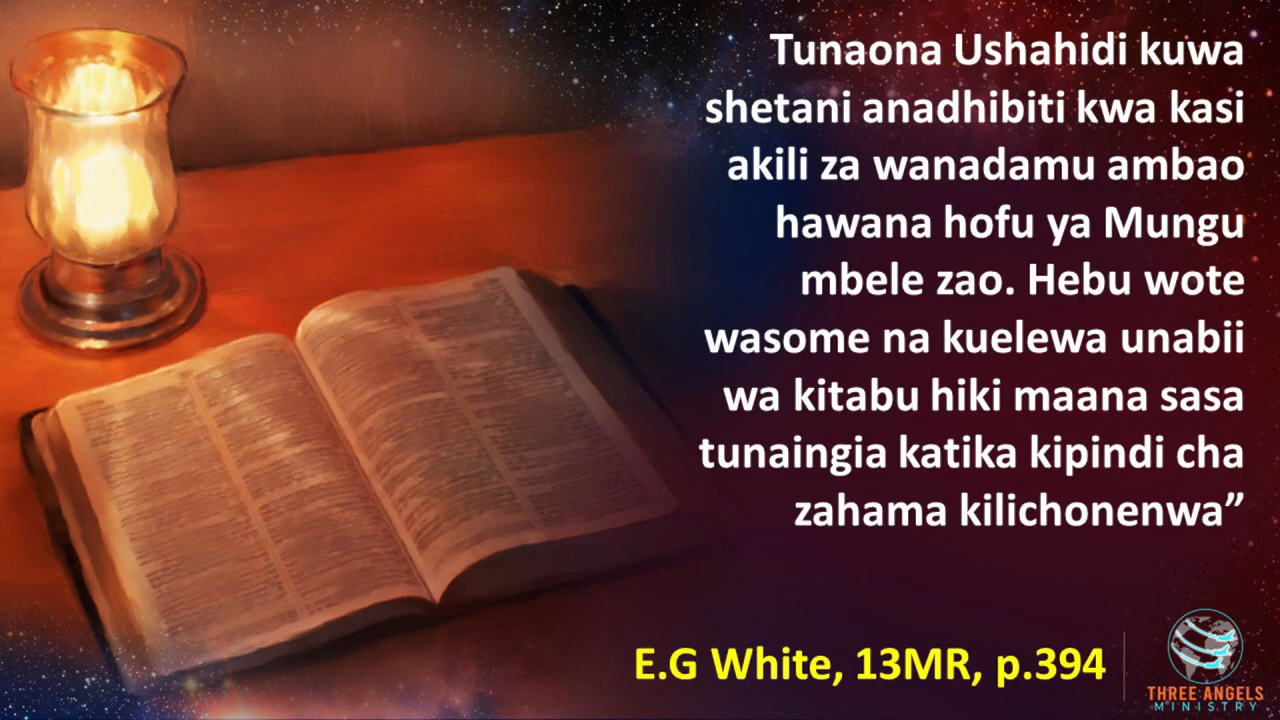 Tunaona Ushahidi kuwa
shetani anadhibiti kwa kasi
akili za wanadamu ambao
hawana hofu ya Mungu
mbele zao. Hebu wote
wasome na kuelewa unabii
wa kitabu hiki maana sasa
tunaingia katika kipindi cha
zahama kilichonenwa”
E.G White, 13MR, p.394
THREE ANGELS
MINISTRY